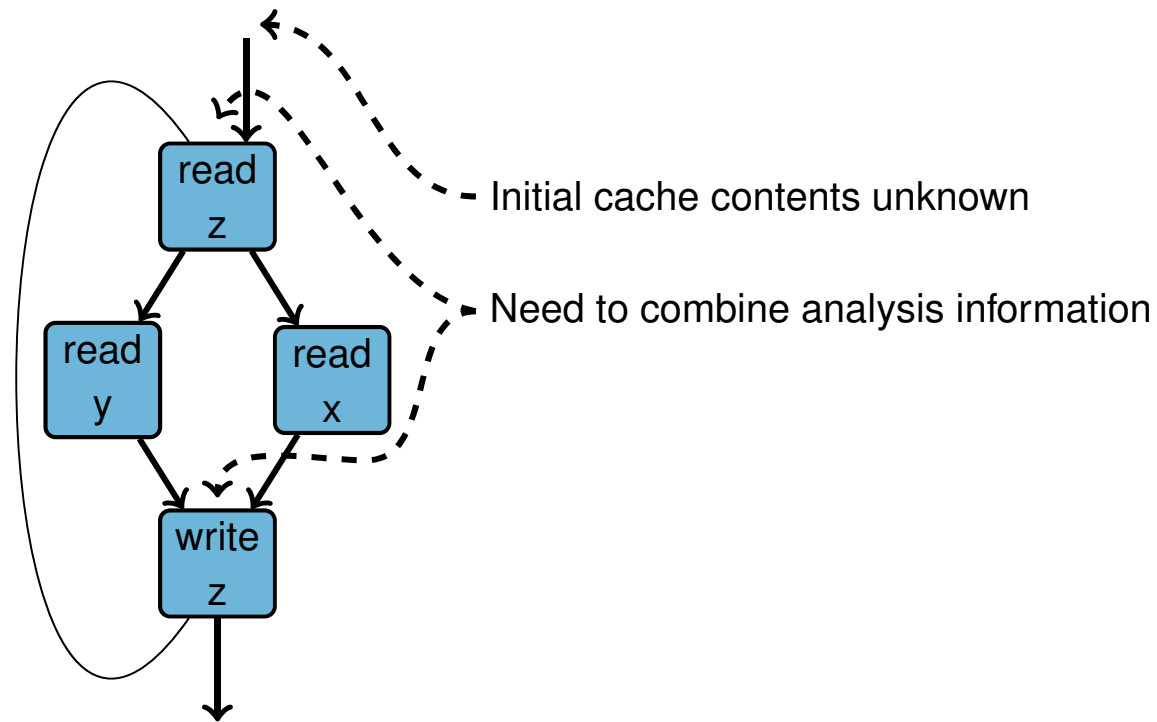 read
z
Initial cache contents unknown
Need to combine analysis information
read
y
read
x
write
z